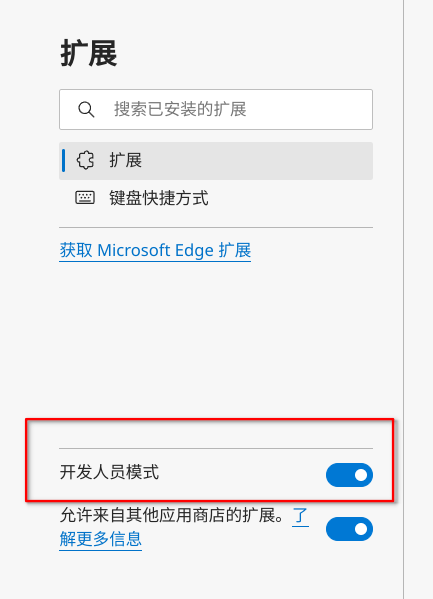 扩展
搜索已安装的扩展
扩展
键盘快捷方式
获取 Microsoft Edge 扩展
开发人员模式
允许来自其他应用商店的扩展。了
解更多信息